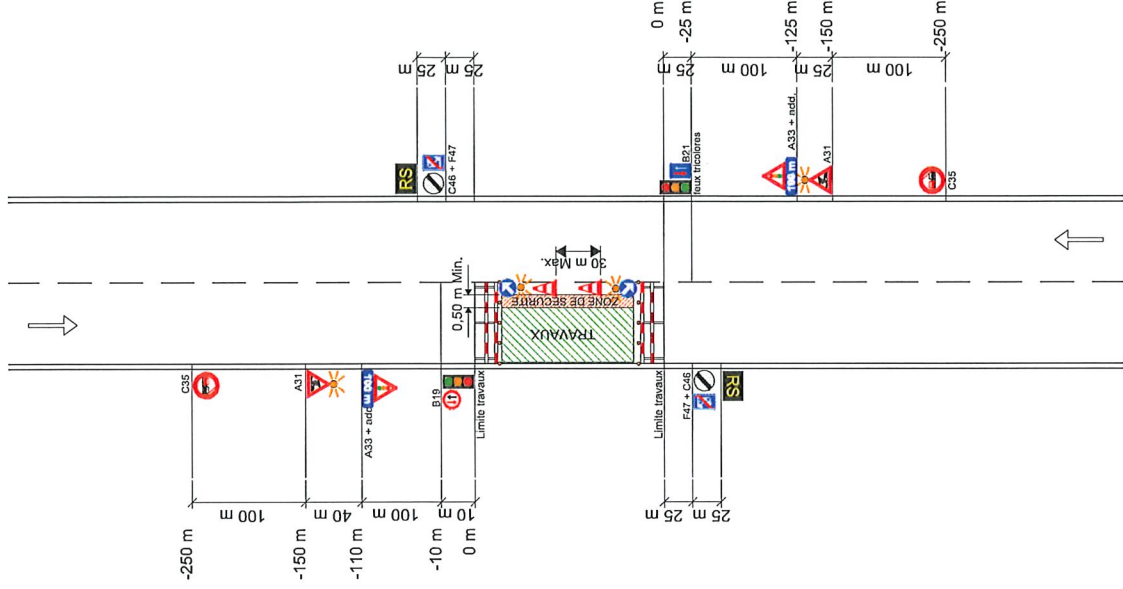 RS
25 m
25 m
C46 + F47
0 m
-25 m
-125 m
-150 m
-250 m
25 m
100 m
25 m
100 m
B21
feux tricolores
A33 + add.
100 m
A31
C35
0,50 m Min.
30 m Max.
ZONE DE SECURITE
TRAVAUX
C35
A31
100 m
A33 + add.
B19
Limite travaux
Limite travaux
F47 + C46
RS
100 m
40 m
100 m
10 m
25 m
25 m
-250 m
-150 m
-110 m
-10 m
0 m